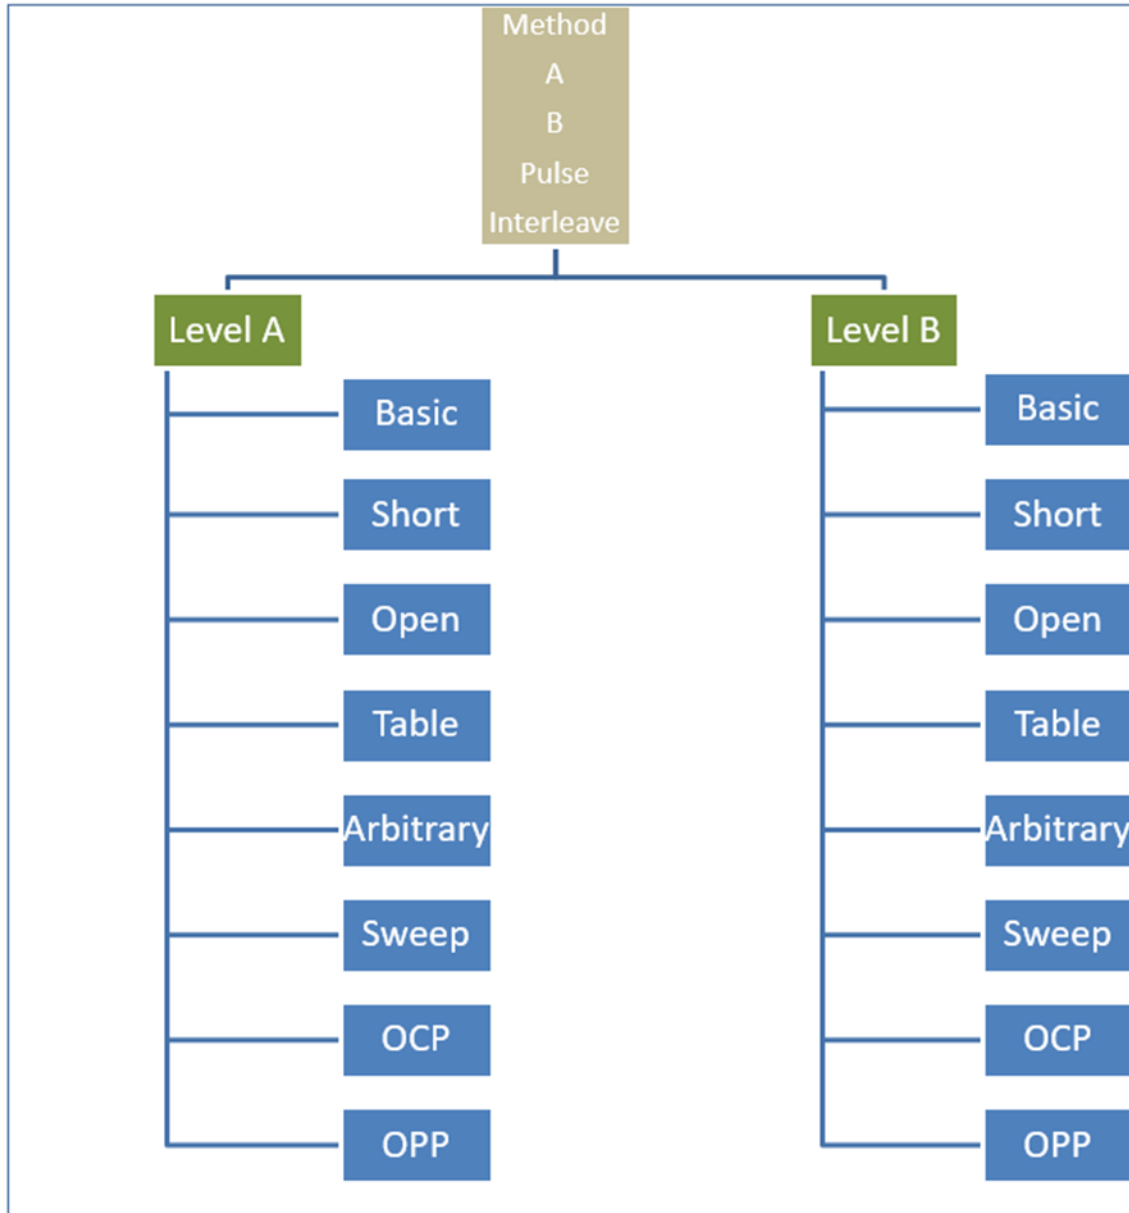 Method
A
B
Pulse
Interleave
Level A
Basic
Short
Open
Table
Arbitrary
Sweep
OCP
OPP
Level B
Basic
Short
Open
Table
Arbitrary
Sweep
OCP
OPP